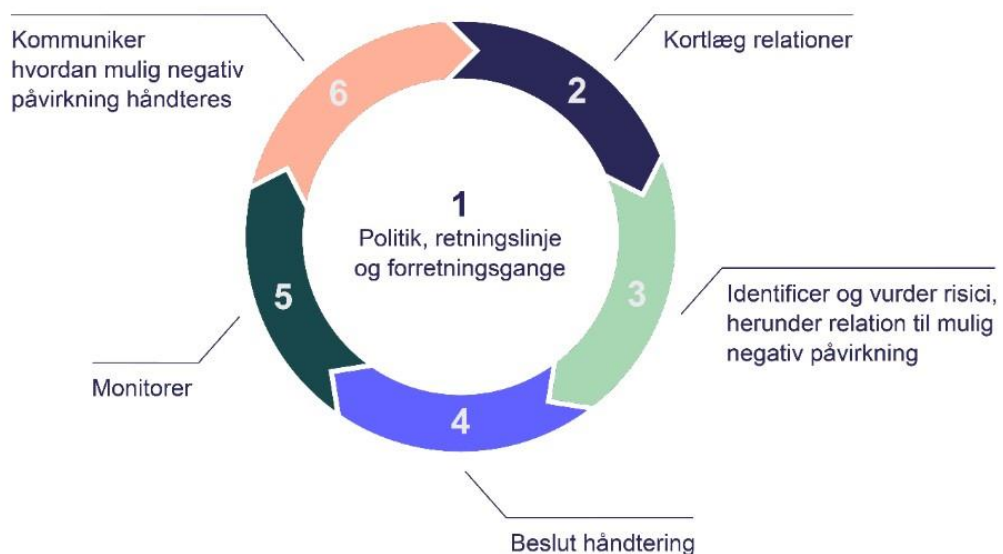 Kommuniker
hvordan mulig negativ
påvirkning håndteres
6
2
Kortlæg relationer
1
Politik, retningslinje
og forretningsgange
5
3
Identificer og vurder risici,
herunder relation til mulig
negativ påvirkning
Monitorer
4
Beslut håndtering